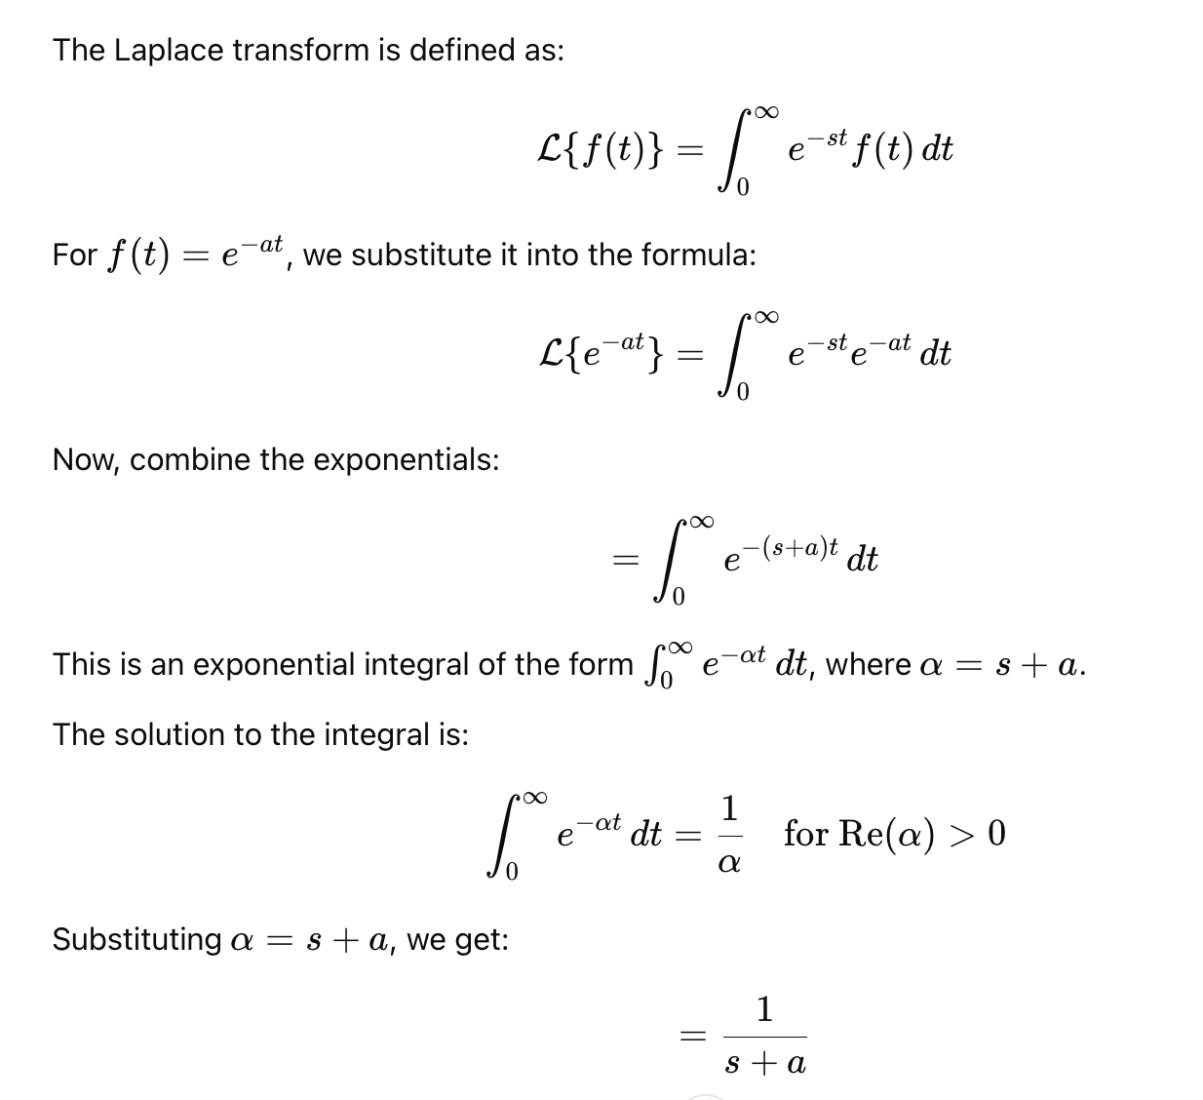 The Laplace transform is defined as:
ℒ{f(t)} = ∫₀^∞ e^{-st} f(t) dt
For f(t) = e^{-at}, we substitute it into the formula:
ℒ{e^{-at}} = ∫₀^∞ e^{-st} e^{-at} dt
Now, combine the exponentials:
= ∫₀^∞ e^{-(s+a)t} dt
This is an exponential integral of the form ∫₀^∞ e^{-αt} dt, where α = s + a.
The solution to the integral is:
∫₀^∞ e^{-αt} dt = 1/α for Re(α) > 0
Substituting α = s + a, we get:
= 1/(s + a)